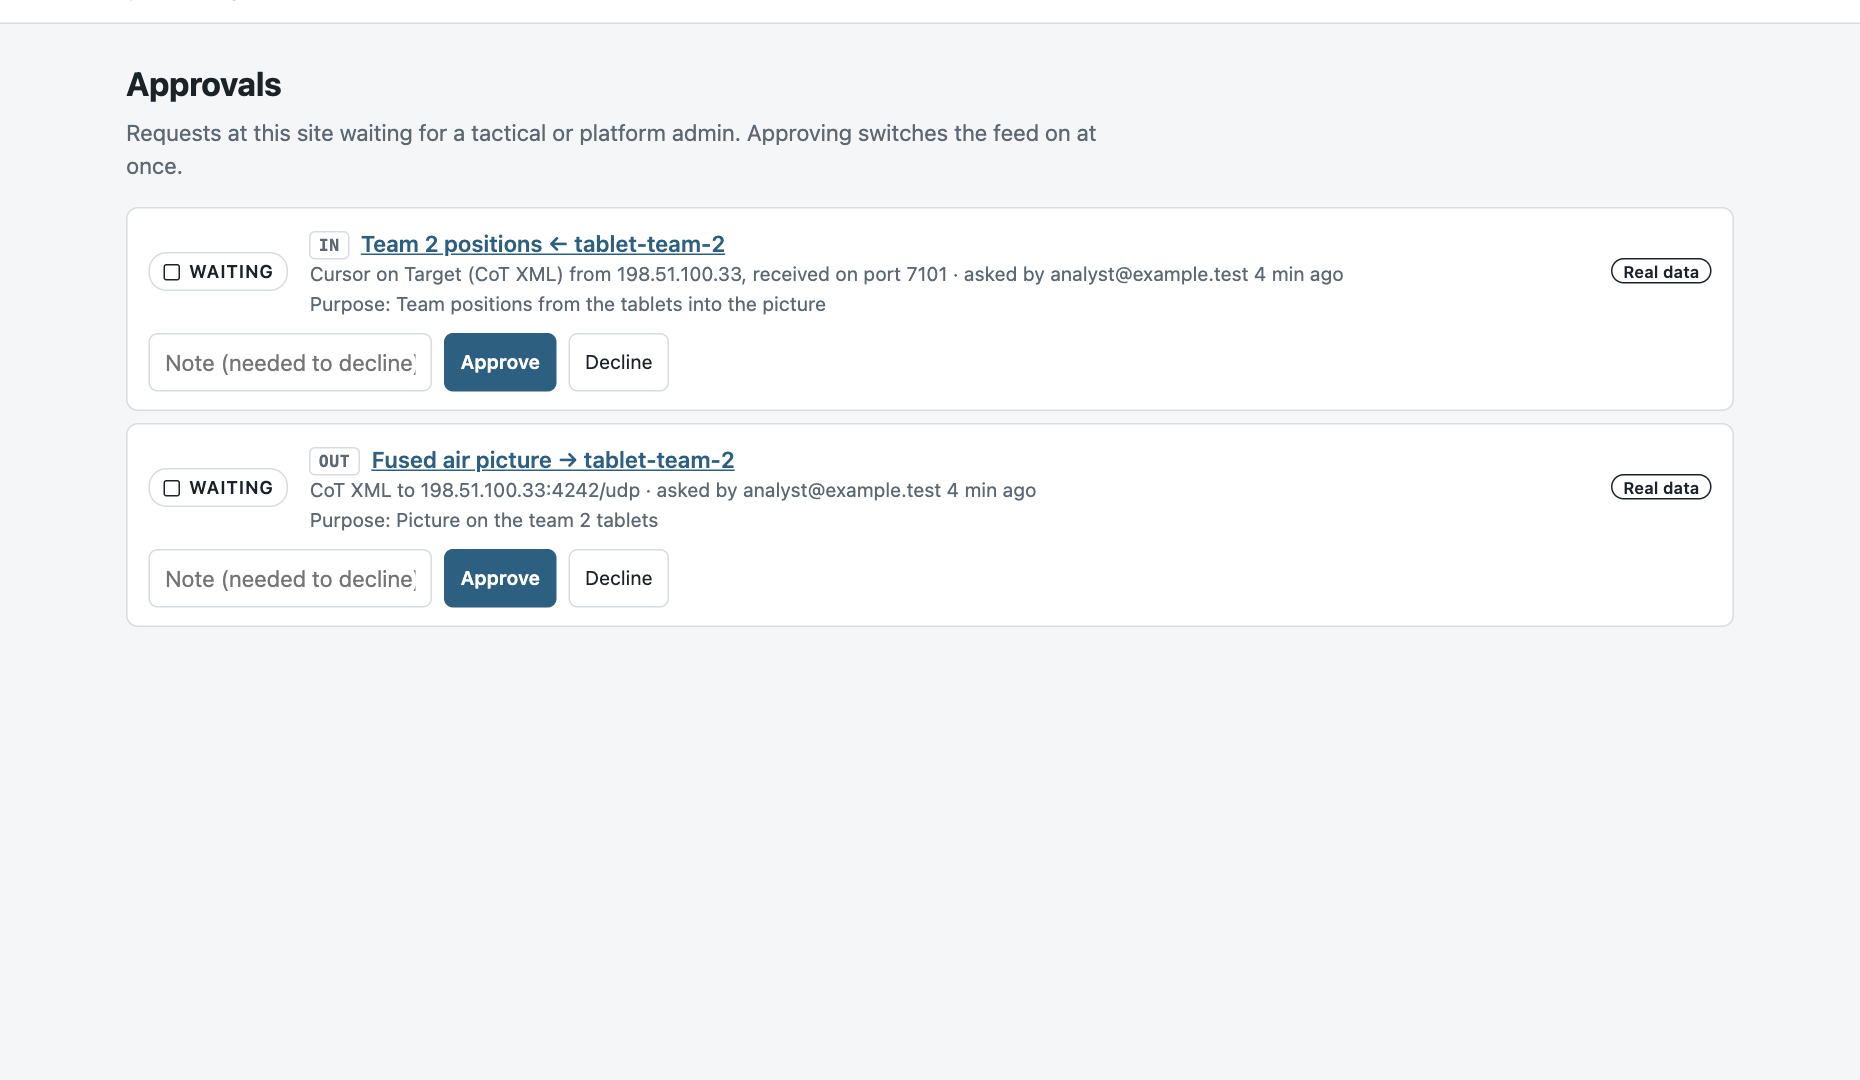 Approvals
Requests at this site waiting for a tactical or platform admin. Approving switches the feed on at
once.
WAITING
IN Team 2 positions ← tablet-team-2
Cursor on Target (CoT XML) from 198.51.100.33, received on port 7101 · asked by analyst@example.test 4 min ago
Purpose: Team positions from the tablets into the picture
Real data
Note (needed to decline)
Approve
Decline
WAITING
OUT Fused air picture → tablet-team-2
CoT XML to 198.51.100.33:4242/udp · asked by analyst@example.test 4 min ago
Purpose: Picture on the team 2 tablets
Real data
Note (needed to decline)
Approve
Decline